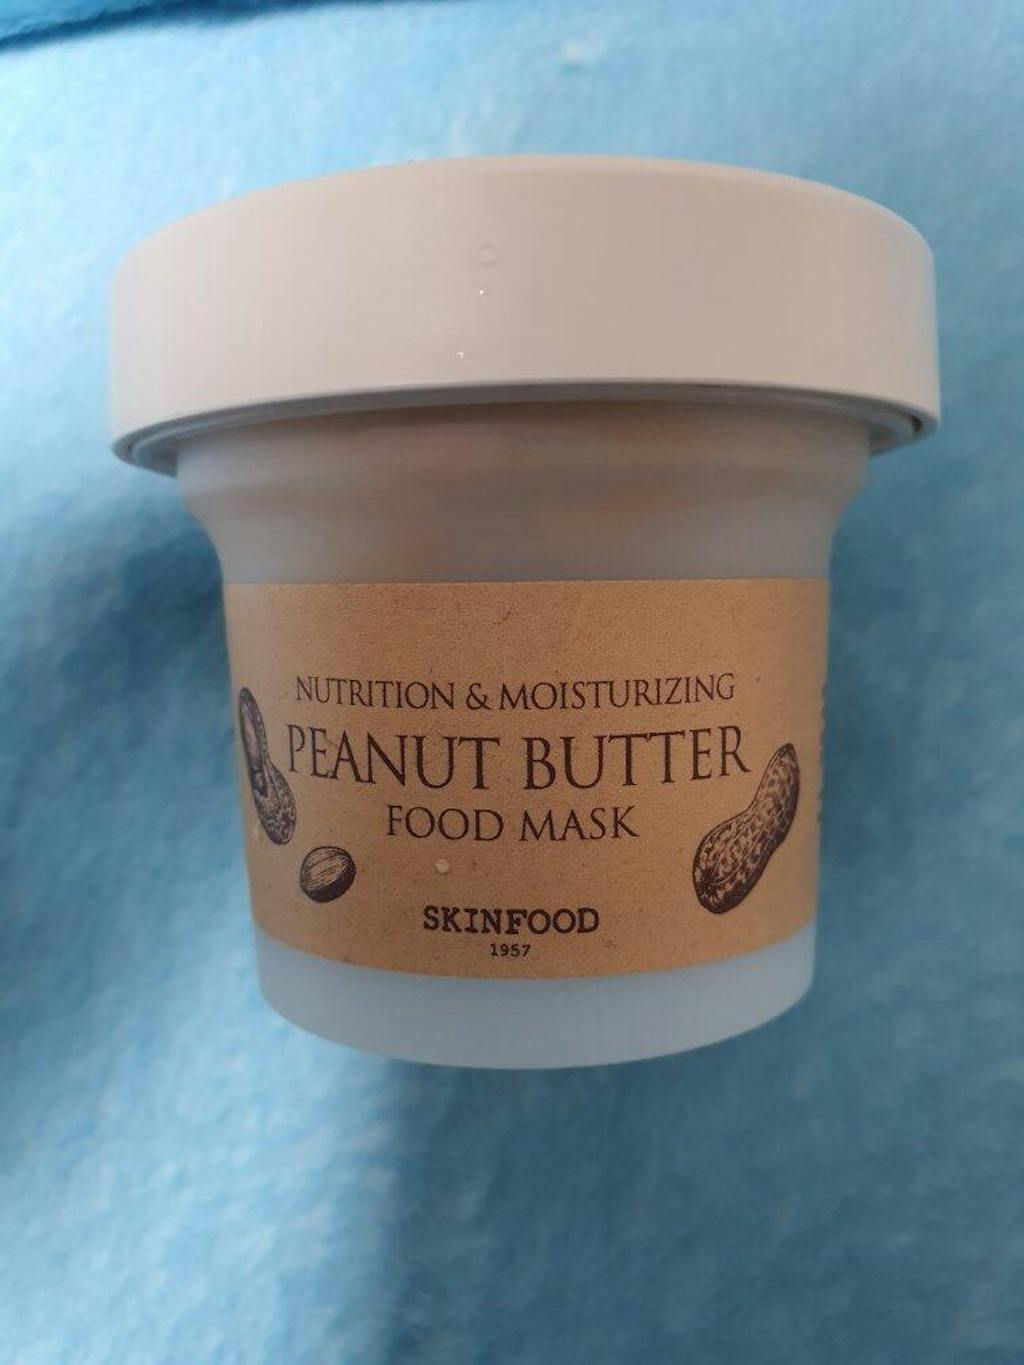 NUTRITION & MOISTURIZING
PEANUT BUTTER
FOOD MASK
SKINFOOD
1957